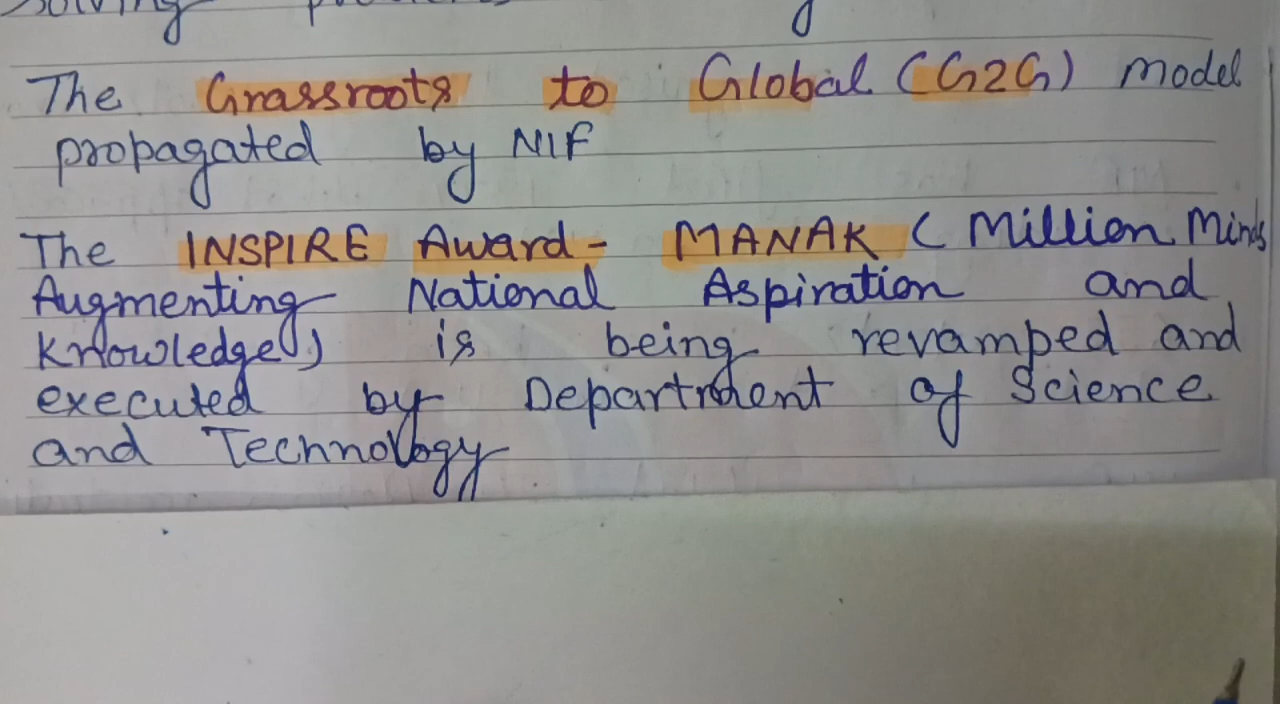 solving
The Grassroots to Global (G2G) model
propagated by NIF
The INSPIRE Award - MANAK ( Million Minds
Augmenting National Aspiration and
Knowledge) is being revamped and
executed by Department of Science
and Technology